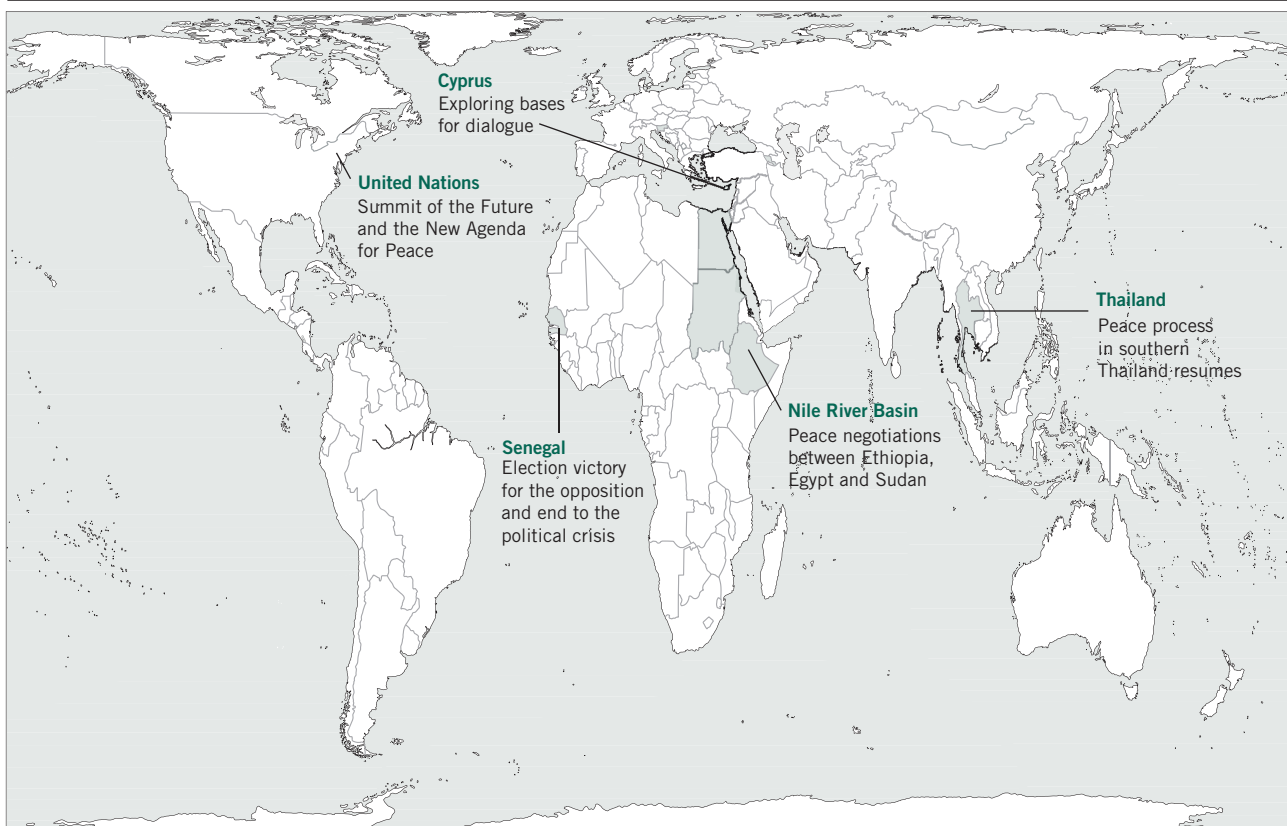 Cyprus
Exploring bases
for dialogue
United Nations
Summit of the Future
and the New Agenda
for Peace
Thailand
Peace process
in southern
Thailand resumes
Nile River Basin
Peace negotiations
between Ethiopia,
Egypt and Sudan
Senegal
Election victory
for the opposition
and end to the
political crisis